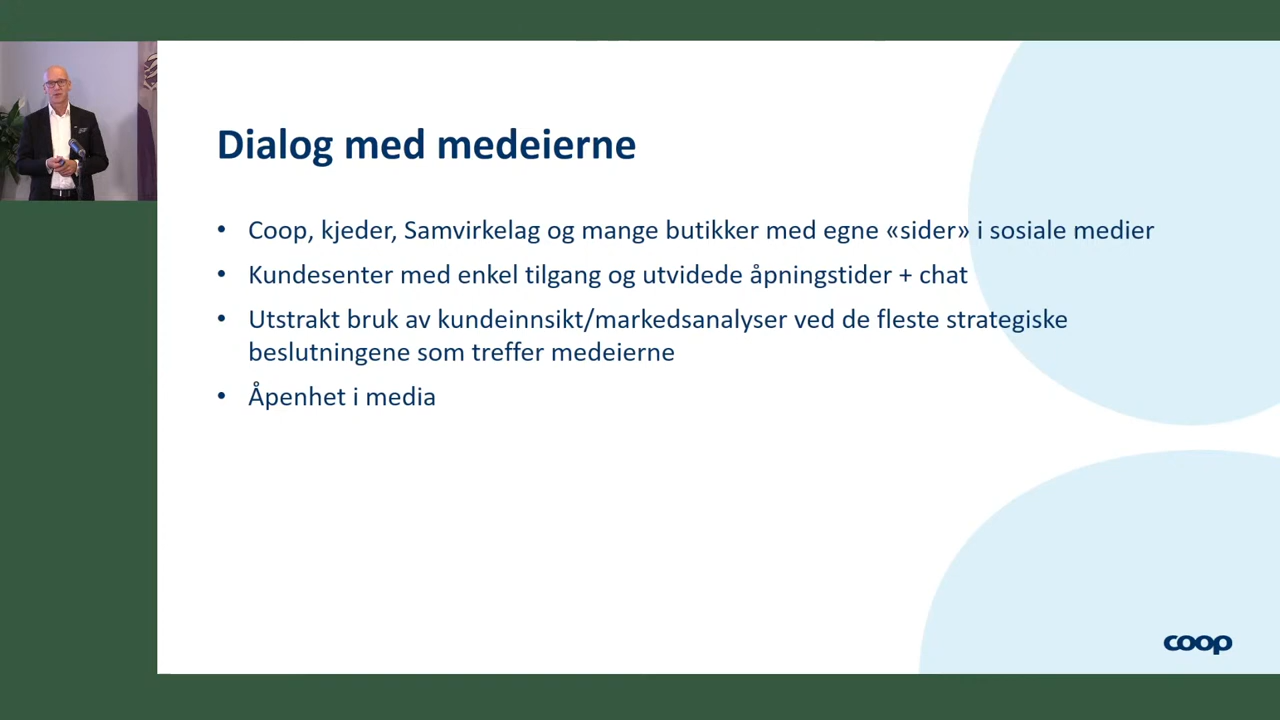 Dialog med medeierne
• Coop, kjeder, Samvirkelag og mange butikker med egne «sider» i sosiale medier
• Kundesenter med enkel tilgang og utvidede åpningstider + chat
• Utstrakt bruk av kundeinnsikt/markedsanalyser ved de fleste strategiske
beslutningene som treffer medeierne
• Åpenhet i media
coop